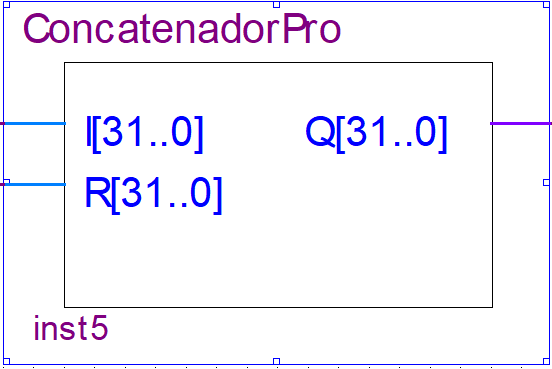 ConcatenadorPro
I[31..0] Q[31..0]
R[31..0]
inst5